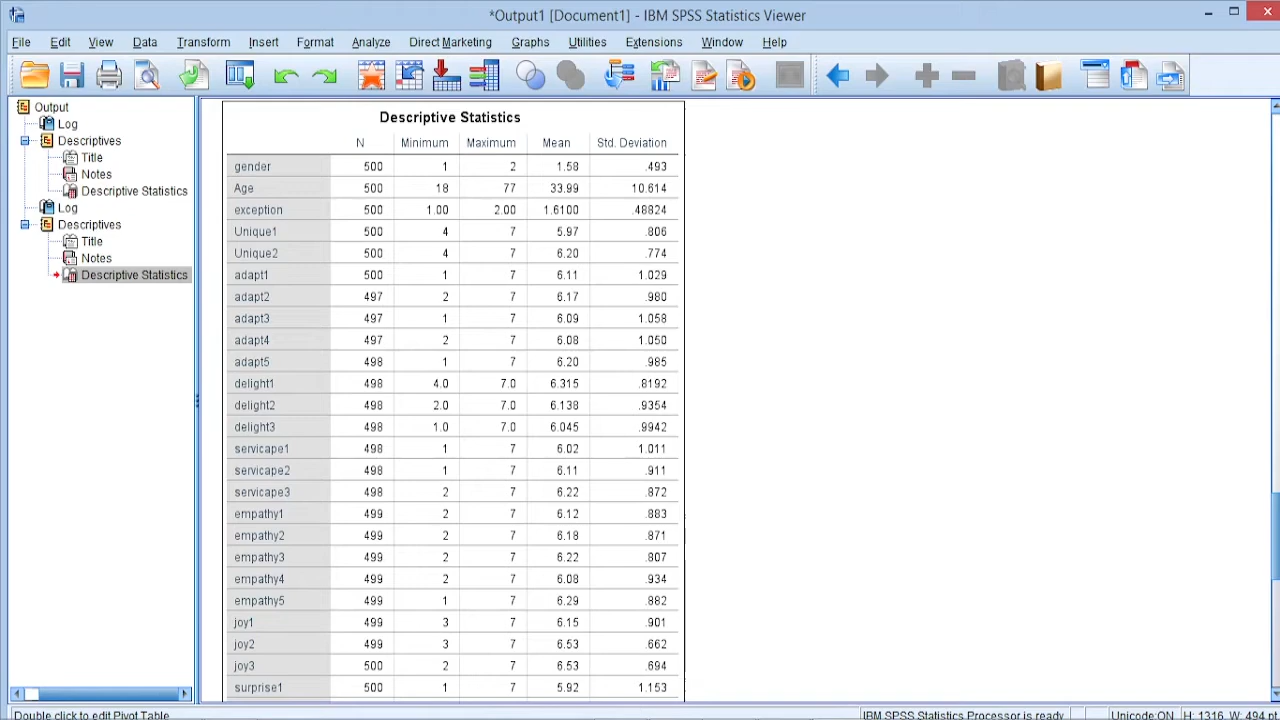 *Output1 [Document1] - IBM SPSS Statistics Viewer
File Edit View Data Transform Insert Format Analyze Direct Marketing Graphs Utilities Extensions Window Help
Output
Log
Descriptives
Title
Notes
Descriptive Statistics
Log
Descriptives
Title
Notes
Descriptive Statistics
Descriptive Statistics
N Minimum Maximum Mean Std. Deviation
gender 500 1 2 1.58 .493
Age 500 18 77 33.99 10.614
exception 500 1.00 2.00 1.6100 .48824
Unique1 500 4 7 5.97 .806
Unique2 500 4 7 6.20 .774
adapt1 500 1 7 6.11 1.029
adapt2 497 2 7 6.17 .980
adapt3 497 1 7 6.09 1.058
adapt4 497 2 7 6.08 1.050
adapt5 498 1 7 6.20 .985
delight1 498 4.0 7.0 6.315 .8192
delight2 498 2.0 7.0 6.138 .9354
delight3 498 1.0 7.0 6.045 .9942
servicape1 498 1 7 6.02 1.011
servicape2 498 1 7 6.11 .911
servicape3 498 2 7 6.22 .872
empathy1 499 2 7 6.12 .883
empathy2 499 2 7 6.18 .871
empathy3 499 2 7 6.22 .807
empathy4 499 2 7 6.08 .934
empathy5 499 1 7 6.29 .882
joy1 499 3 7 6.15 .901
joy2 499 3 7 6.53 .662
joy3 500 2 7 6.53 .694
surprise1 500 1 7 5.92 1.153
Double click to edit Pivot Table IBM SPSS Statistics Processor is ready Unicode:ON H: 1316, W: 494 pt